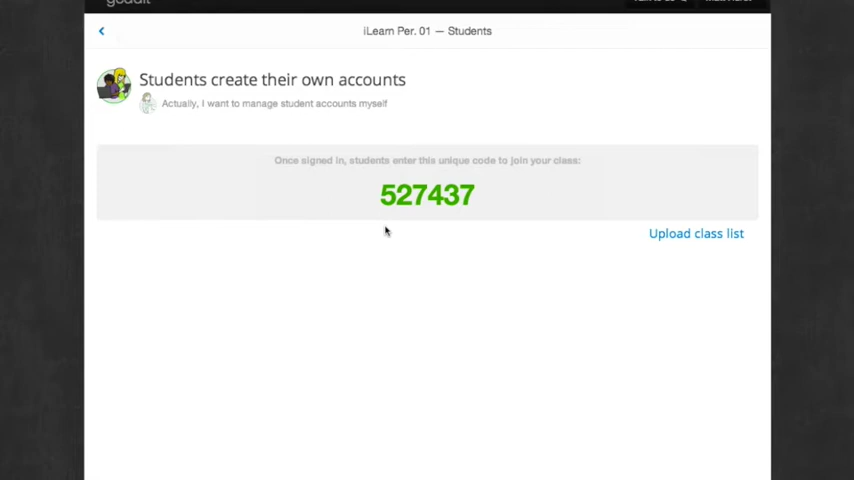 iLearn Per. 01 — Students
Students create their own accounts
Actually, I want to manage student accounts myself
Once signed in, students enter this unique code to join your class:
527437
Upload class list